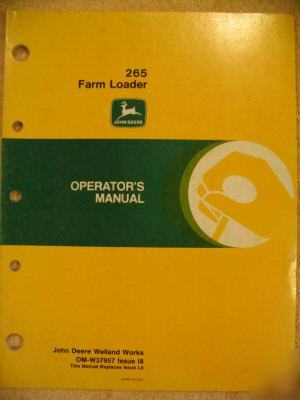 265
Farm Loader
JOHN DEERE
OPERATOR'S
MANUAL
John Deere Welland Works
OM-W37957 Issue I8
This Manual Replaces Issue L5